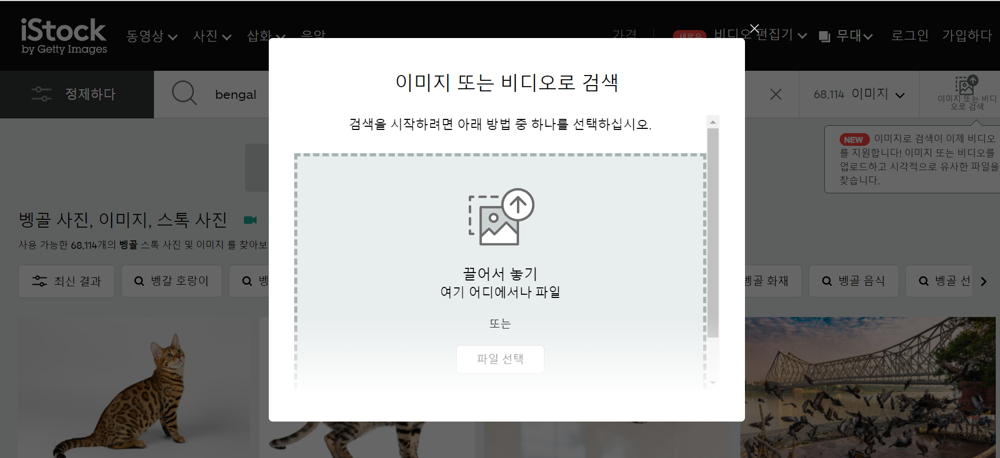 iStock
by Getty Images
동영상
사진
삽화
음악
가격
새로운
비디오 편집기
무대
로그인
가입하다
정제하다
bengal
68,114 이미지
이미지 또는 비디
오로 검색
NEW 이미지로 검색이 이제 비디오
를 지원합니다! 이미지 또는 비디오를
업로드하고 시각적으로 유사한 파일을
찾습니다.
이미지 또는 비디오로 검색
검색을 시작하려면 아래 방법 중 하나를 선택하십시오.
끌어서 놓기
여기 어디에서나 파일
또는
파일 선택
벵골 사진, 이미지, 스톡 사진
사용 가능한 68,114개의 벵골 스톡 사진 및 이미지 를 찾아보
최신 결과
벵갈 호랑이
벵
벵골 화재
벵골 음식
벵골 선